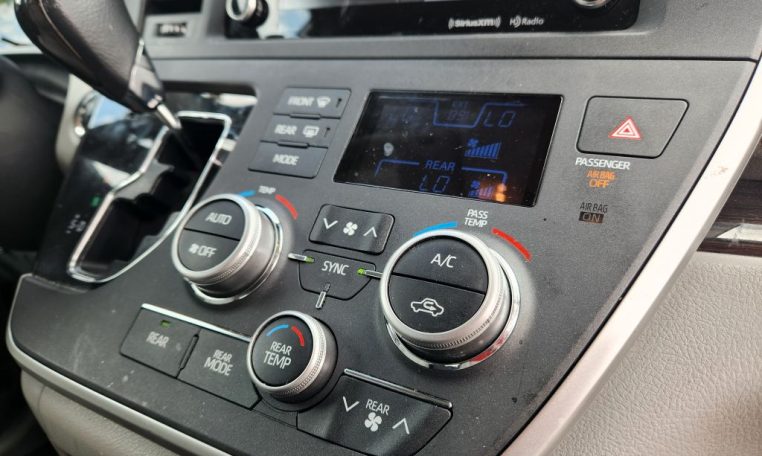 ((SiriusXM)) HD Radio
FRONT
REAR
MODE
LO
REAR
LO
PASSENGER
AIR BAG
OFF
AIR BAG
ON
TEMP
AUTO
OFF
SYNC
PASS
TEMP
A/C
REAR
REAR
MODE
REAR
TEMP
REAR